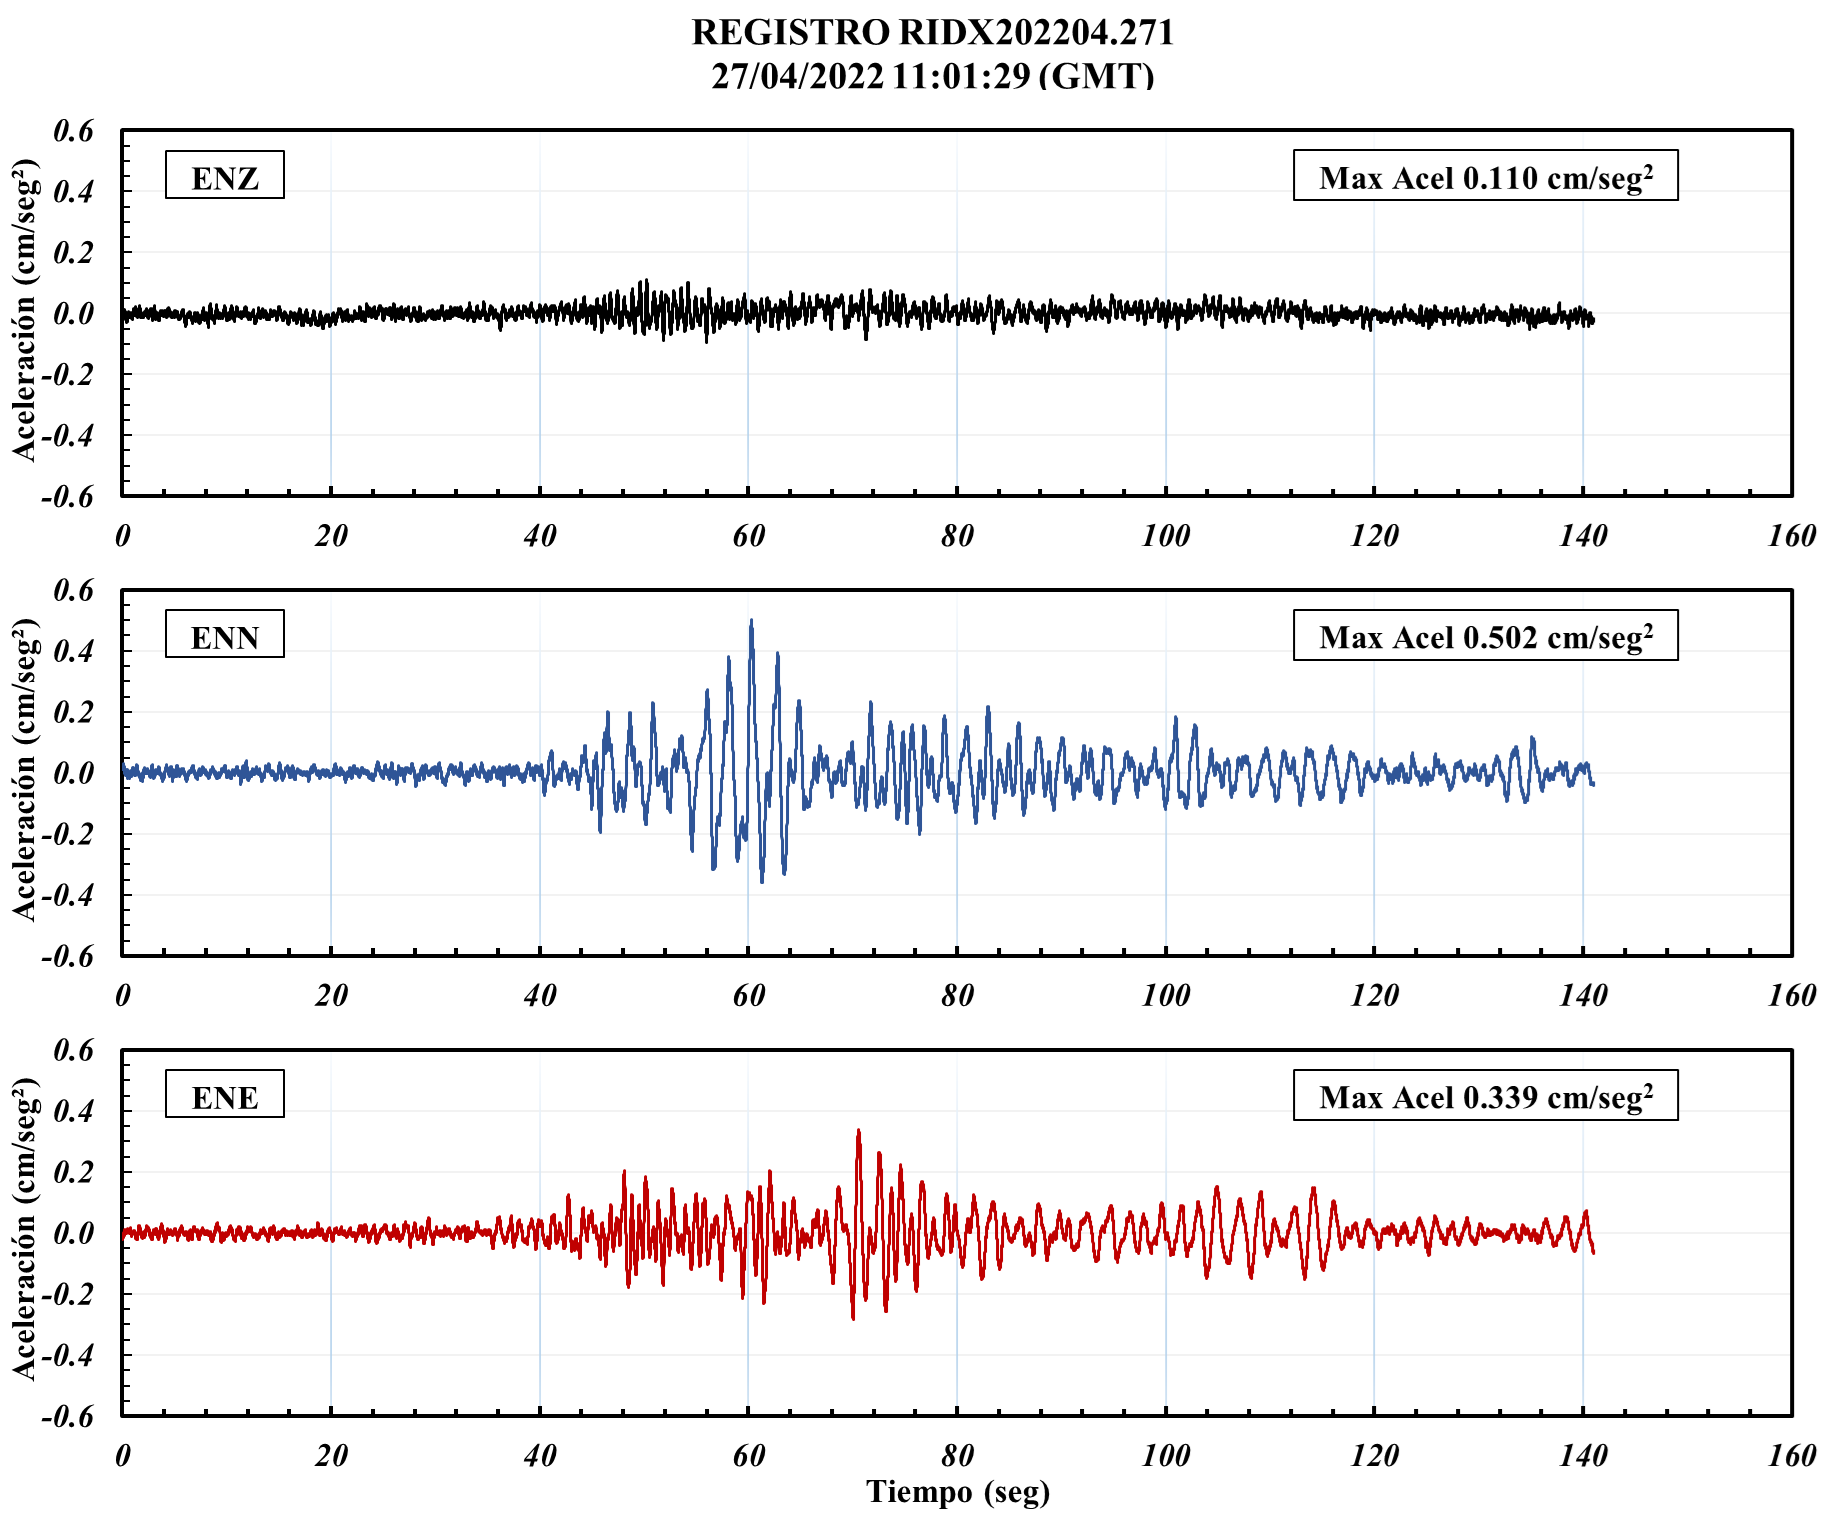 REGISTRO RIDX202204.271
27/04/2022 11:01:29 (GMT)
Aceleración (cm/seg²)
0.6
0.4
0.2
0.0
-0.2
-0.4
-0.6
ENZ
Max Acel 0.110 cm/seg²
0 20 40 60 80 100 120 140 160
Aceleración (cm/seg²)
0.6
0.4
0.2
0.0
-0.2
-0.4
-0.6
ENN
Max Acel 0.502 cm/seg²
0 20 40 60 80 100 120 140 160
Aceleración (cm/seg²)
0.6
0.4
0.2
0.0
-0.2
-0.4
-0.6
ENE
Max Acel 0.339 cm/seg²
0 20 40 60 80 100 120 140 160
Tiempo (seg)